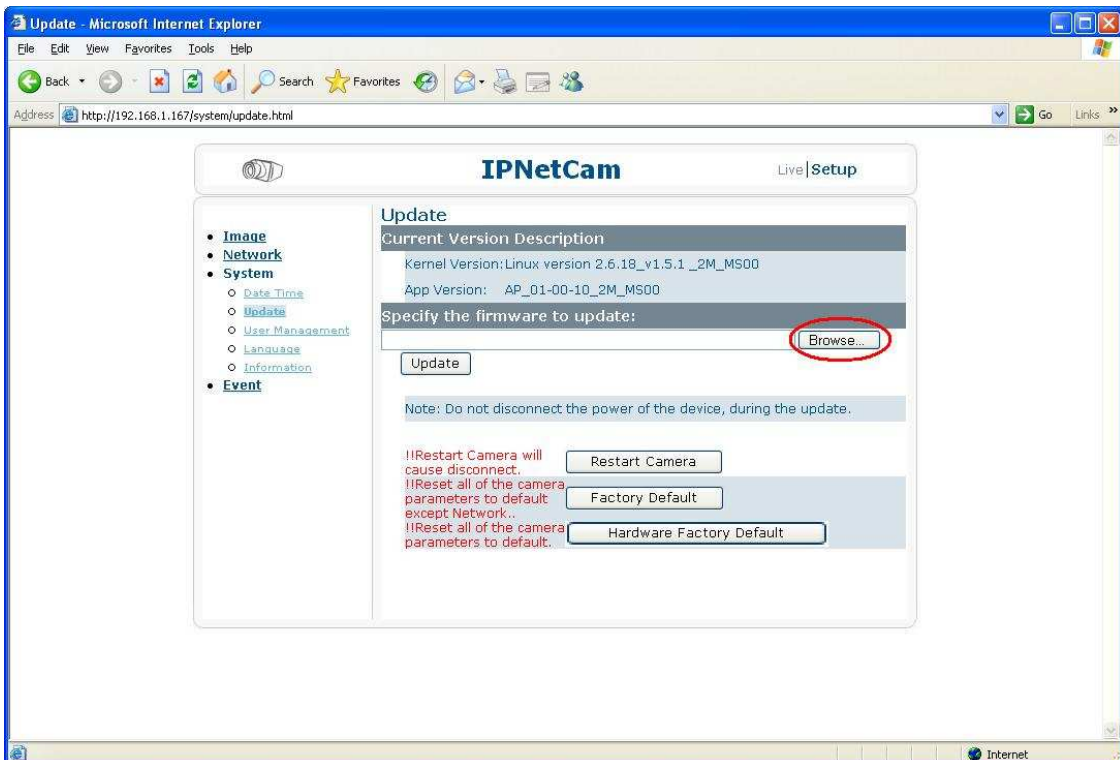 Update - Microsoft Internet Explorer
File Edit View Favorites Tools Help
Back Search Favorites
Address http://192.168.1.167/system/update.html Go Links »
IPNetCam Live|Setup
Image
Network
System
Date Time
Update
User Management
Language
Information
Event
Update
Current Version Description
Kernel Version:Linux version 2.6.18_v1.5.1 _2M_MS00
App Version: AP_01-00-10_2M_MS00
Specify the firmware to update:
Browse...
Update
Note: Do not disconnect the power of the device, during the update.
!!Restart Camera will
cause disconnect.
Restart Camera
!!Reset all of the camera
parameters to default
except Network..
Factory Default
!!Reset all of the camera
parameters to default.
Hardware Factory Default
Internet